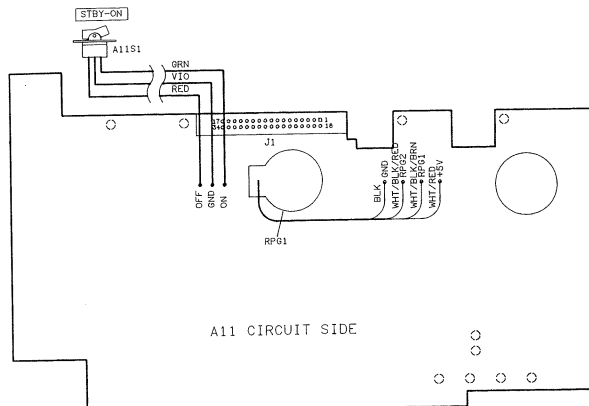 STBY-ON
A11S1
GRN
VIO
RED
17
1
34
18
J1
OFF
GND
ON
BLK
GND
WHT/BLK/RED
RPG2
WHT/BLK/BRN
RPG1
WHT/RED
+5V
RPG1
A11 CIRCUIT SIDE